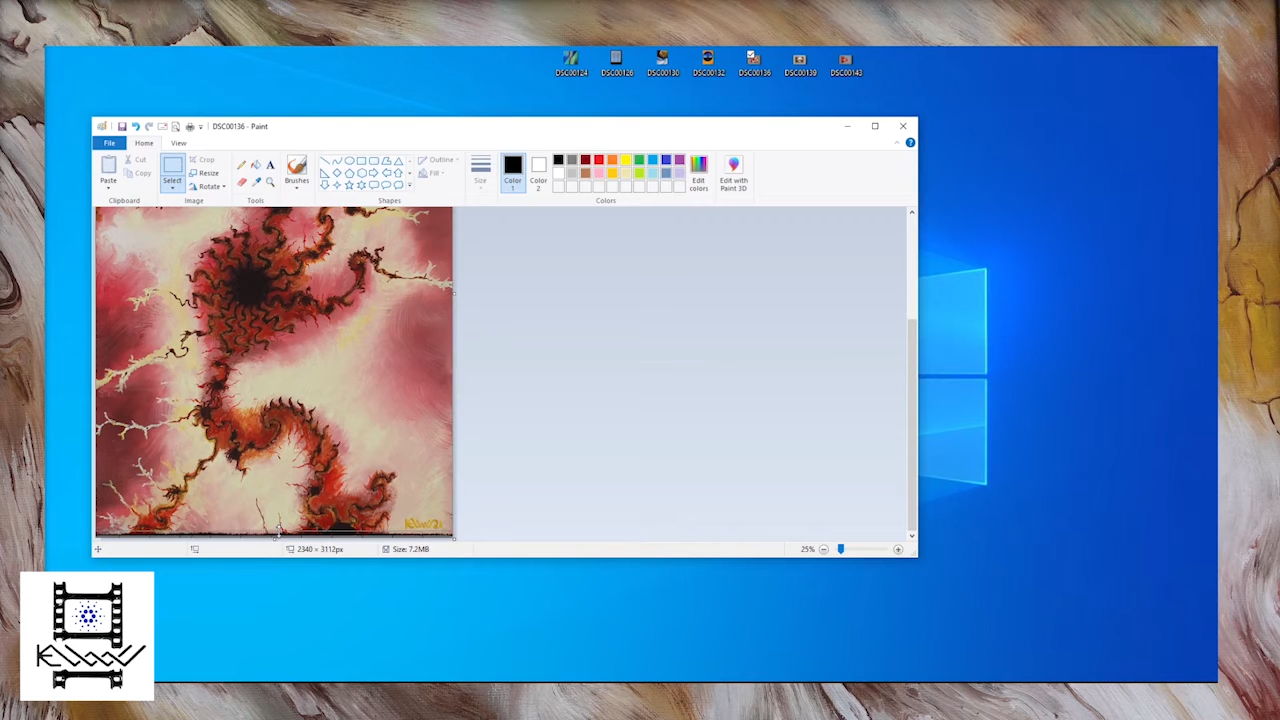 DSC00124 DSC00126 DSC00130 DSC00132 DSC00136 DSC00139 DSC00143
DSC00136 - Paint
File Home View
Paste
Cut
Copy
Clipboard
Select
Crop
Resize
Rotate
Image
Tools
Brushes
Shapes
Outline
Fill
Size
Color 1
Color 2
Colors
Edit colors
Edit with Paint 3D
2340 × 3112px
Size: 7.2MB
25%